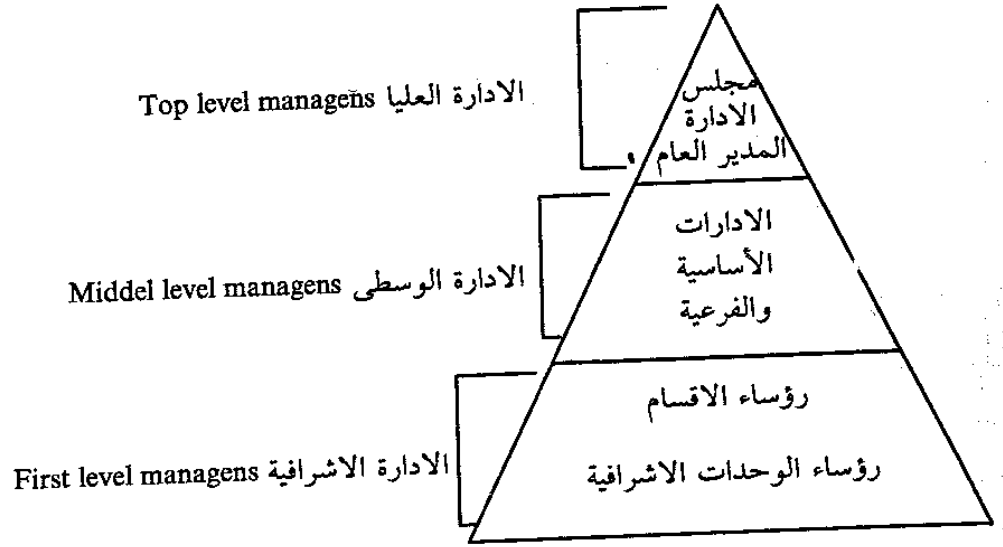 مجلس
الادارة
المدير العام
الادارة العليا Top level managens
الادارات
الأساسية
والفرعية
الادارة الوسطى Middel level managens
رؤساء الاقسام
رؤساء الوحدات الاشرافية
الادارة الاشرافية First level managens